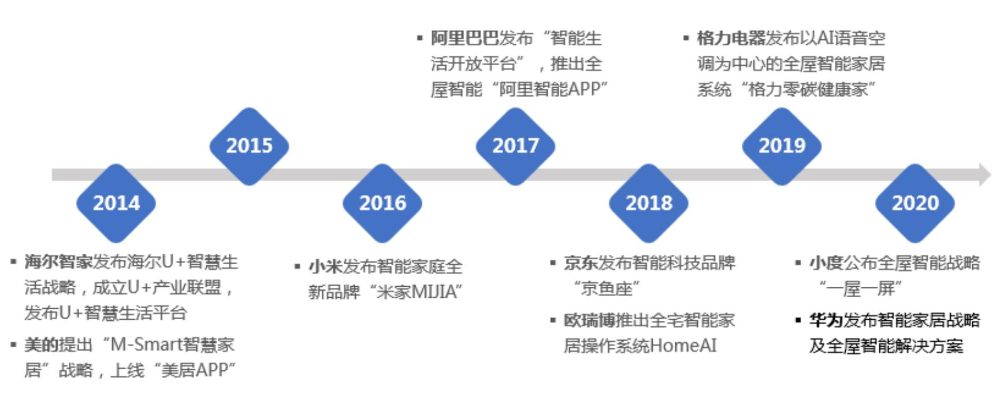 ▪ 阿里巴巴发布“智能生
活开放平台”，推出全
屋智能“阿里智能APP”
▪ 格力电器发布以AI语音空
调为中心的全屋智能家居
系统“格力零碳健康家”
2015
2017
2019
2014
2016
2018
2020
▪ 海尔智家发布海尔U+智慧生
活战略，成立U+产业联盟，
发布U+智慧生活平台
▪ 美的提出“M-Smart智慧家
居”战略，上线“美居APP”
▪ 小米发布智能家庭全
新品牌“米家MIJIA”
▪ 京东发布智能科技品牌
“京鱼座”
▪ 欧瑞博推出全宅智能家
居操作系统HomeAI
▪ 小度公布全屋智能战略
“一屋一屏”
▪ 华为发布智能家居战略
及全屋智能解决方案